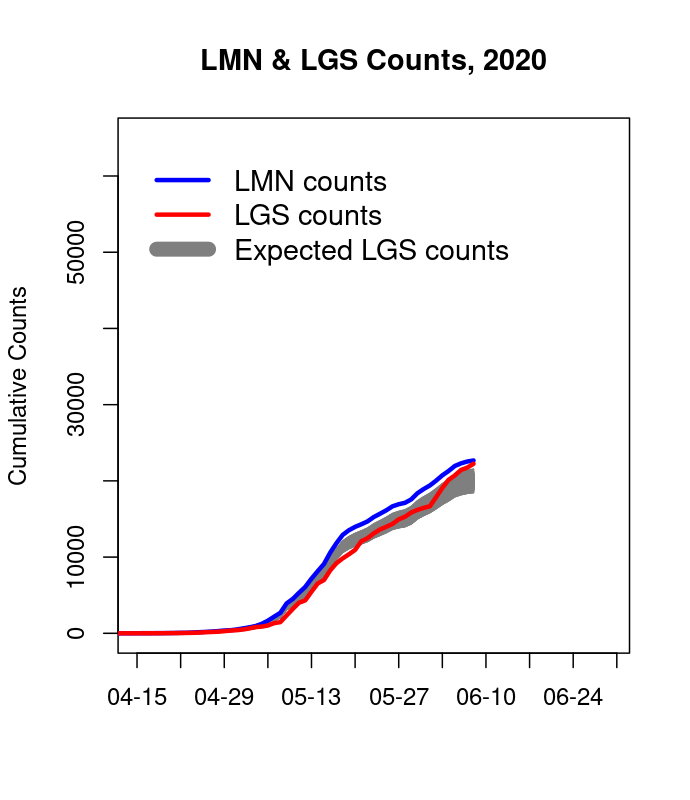 LMN & LGS Counts, 2020
LMN counts
LGS counts
Expected LGS counts
Cumulative Counts
50000
30000
10000
0
04-15 04-29 05-13 05-27 06-10 06-24